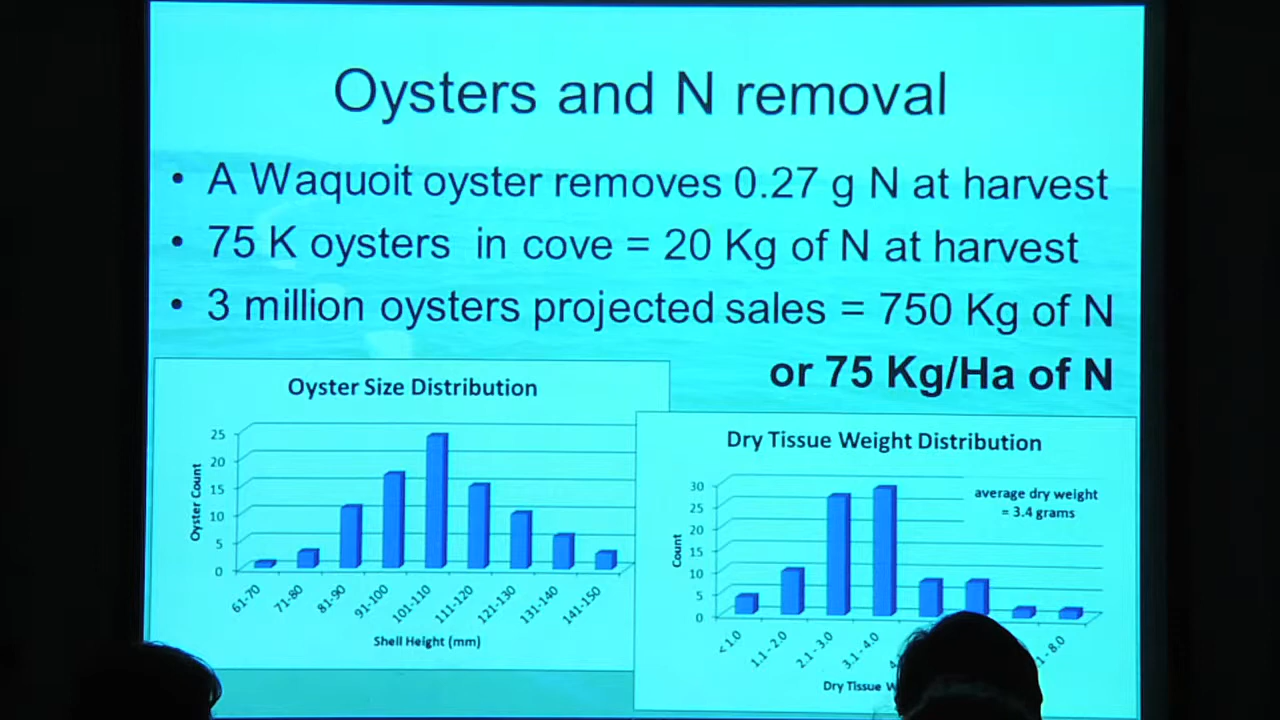 Oysters and N removal
• A Waquoit oyster removes 0.27 g N at harvest
• 75 K oysters in cove = 20 Kg of N at harvest
• 3 million oysters projected sales = 750 Kg of N
or 75 Kg/Ha of N
Oyster Size Distribution
Oyster Count
25
20
15
10
5
0
61-70
71-80
81-90
91-100
101-110
111-120
121-130
131-140
141-150
Shell Height (mm)
Dry Tissue Weight Distribution
average dry weight
= 3.4 grams
Count
30
25
20
15
10
5
0
< 1.0
1.1 - 2.0
2.1 - 3.0
3.1 - 4.0
- 8.0
Dry Tissue